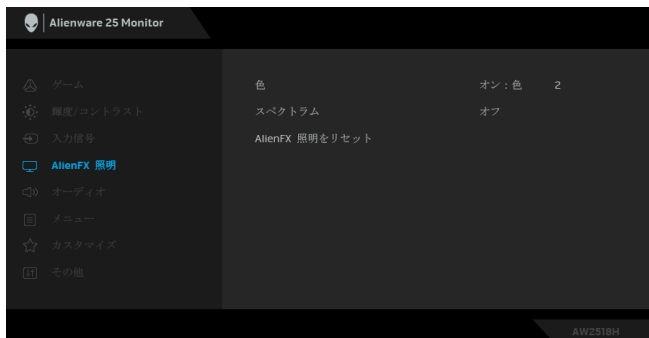 Alienware 25 Monitor
ゲーム
輝度/コントラスト
入力信号
AlienFX 照明
オーディオ
メニュー
カスタマイズ
その他
色 オン：色 2
スペクトラム オフ
AlienFX 照明をリセット
AW2518H